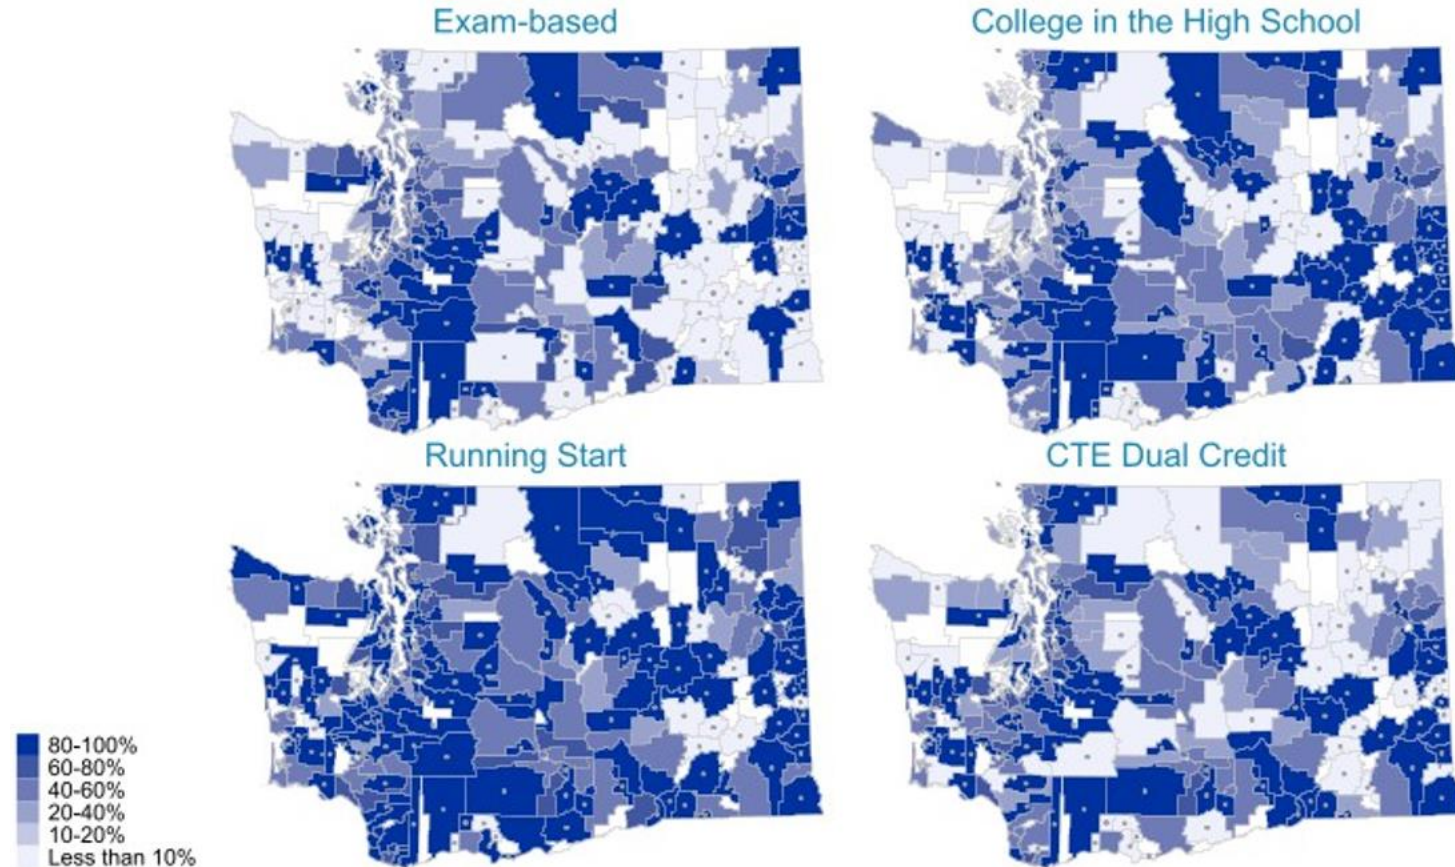 Exam-based
College in the High School
Running Start
CTE Dual Credit
80-100%
60-80%
40-60%
20-40%
10-20%
Less than 10%